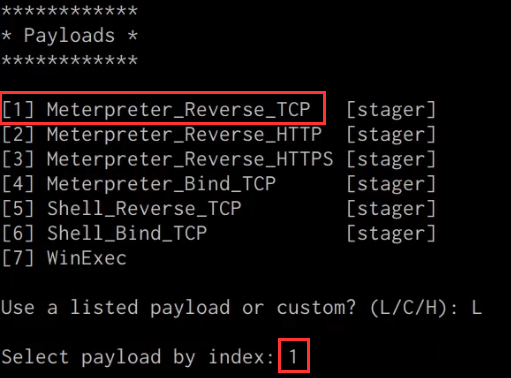 ************
* Payloads *
************
[1] Meterpreter_Reverse_TCP [stager]
[2] Meterpreter_Reverse_HTTP [stager]
[3] Meterpreter_Reverse_HTTPS [stager]
[4] Meterpreter_Bind_TCP [stager]
[5] Shell_Reverse_TCP [stager]
[6] Shell_Bind_TCP [stager]
[7] WinExec
Use a listed payload or custom? (L/C/H): L
Select payload by index: 1